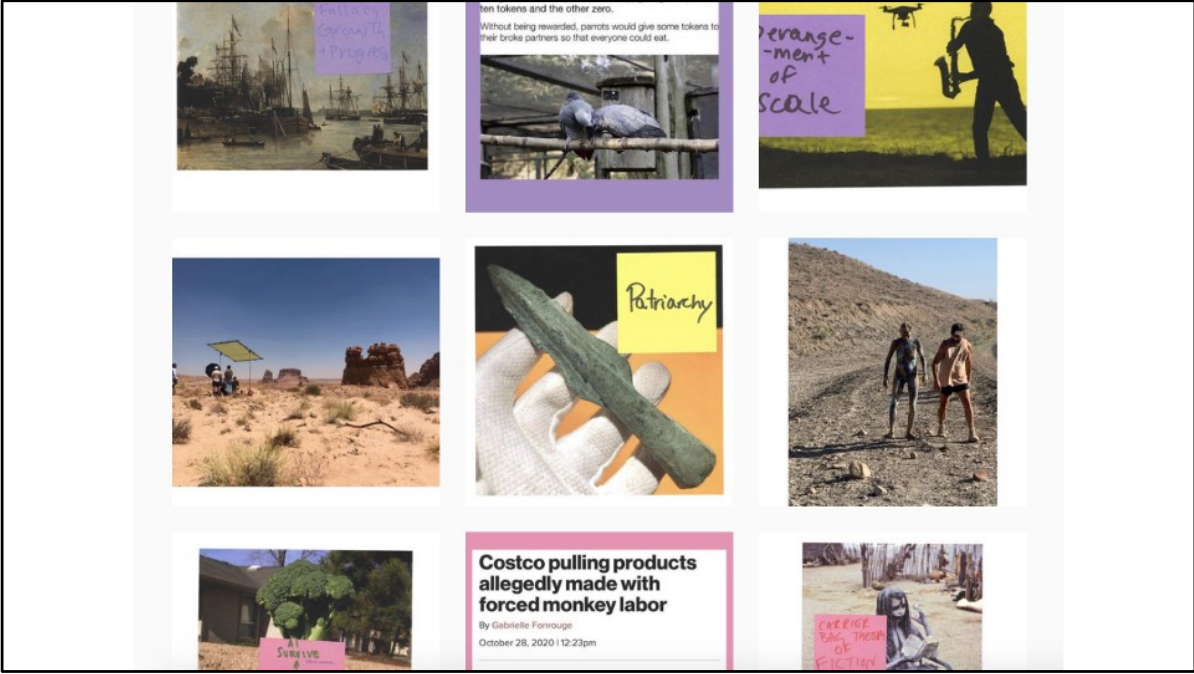 Fallacy
Growth
+Progress
ten tokens and the other zero.
Without being rewarded, parrots would give some tokens to
their broke partners so that everyone could eat.
Derange-
-ment
of
scale
Patriarchy
SURVIVE
Costco pulling products
allegedly made with
forced monkey labor
By Gabrielle Fonrouge
October 28, 2020 | 12:23pm
CARRIER
BAG THEORY
OF
FICTION